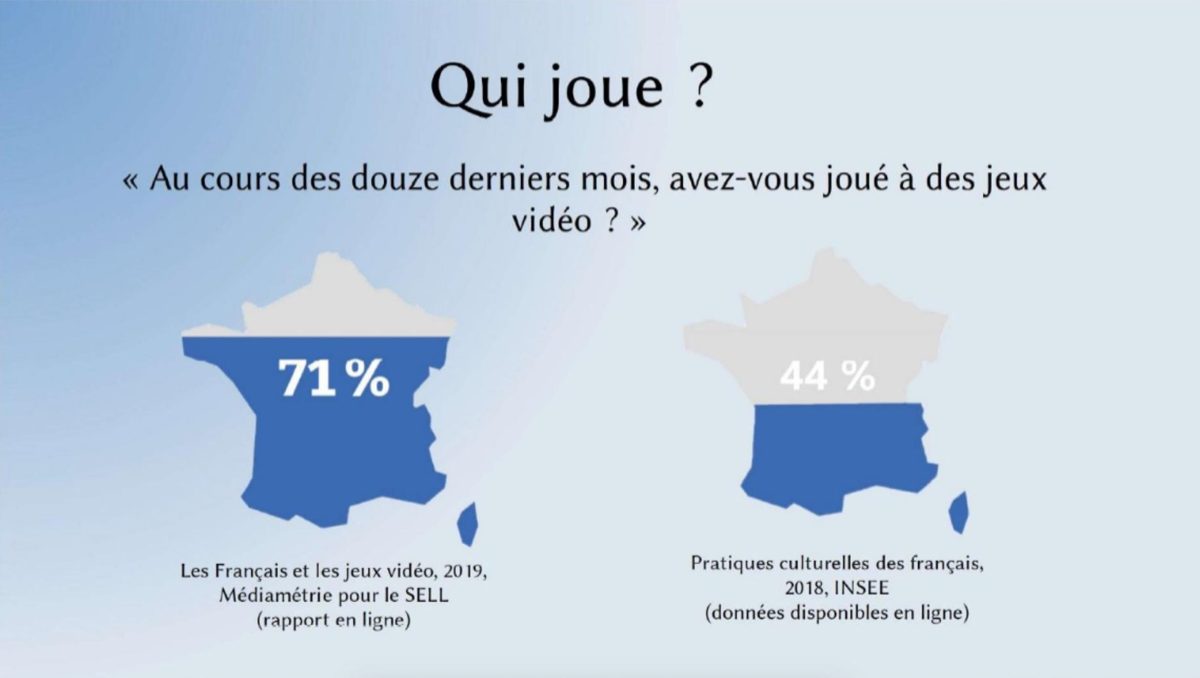 Qui joue ?
« Au cours des douze derniers mois, avez-vous joué à des jeux
vidéo ? »
71 %
44 %
Les Français et les jeux vidéo, 2019,
Médiamétrie pour le SELL
(rapport en ligne)
Pratiques culturelles des français,
2018, INSEE
(données disponibles en ligne)